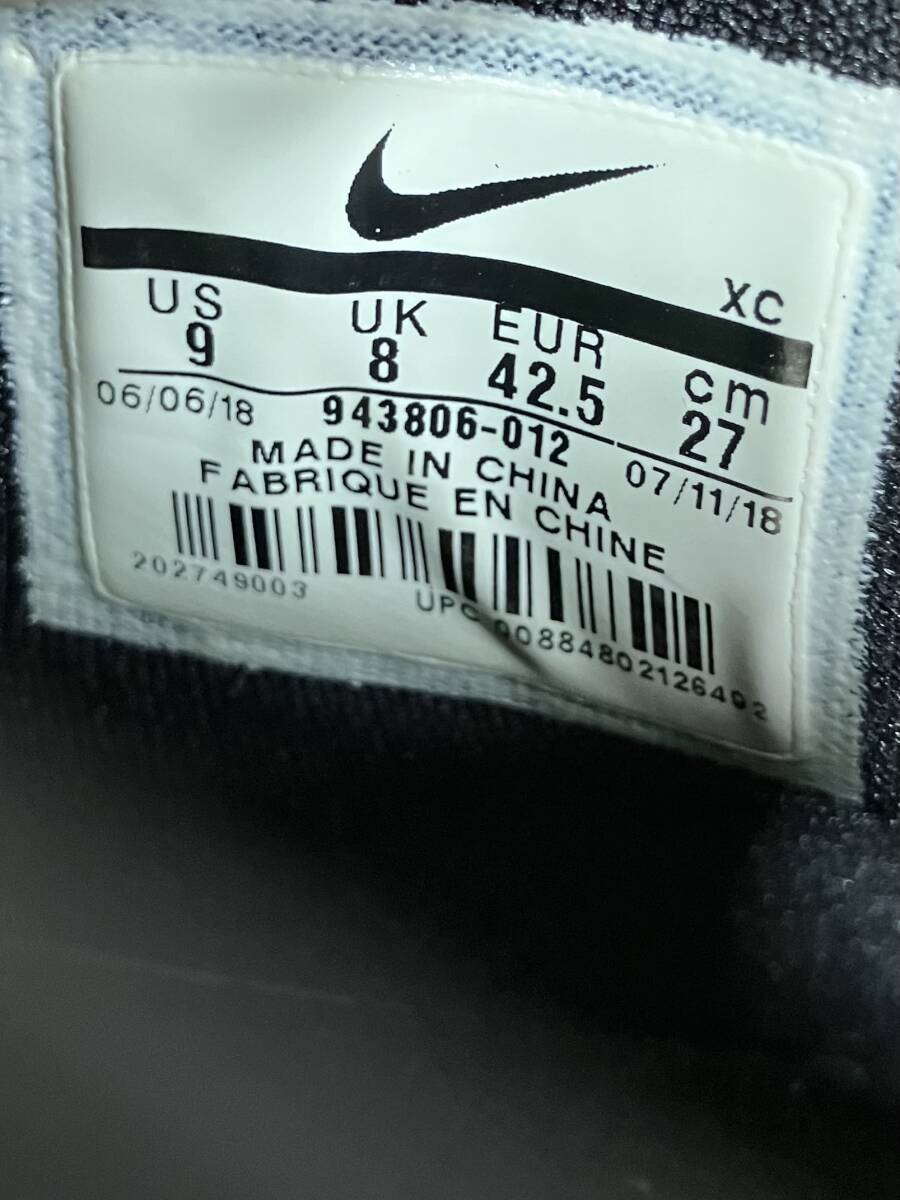 XC
US UK EUR cm
9 8 42.5 27
06/06/18 943806-012 07/11/18
MADE IN CHINA
FABRIQUE EN CHINE
202749003 UPC 00884802126492